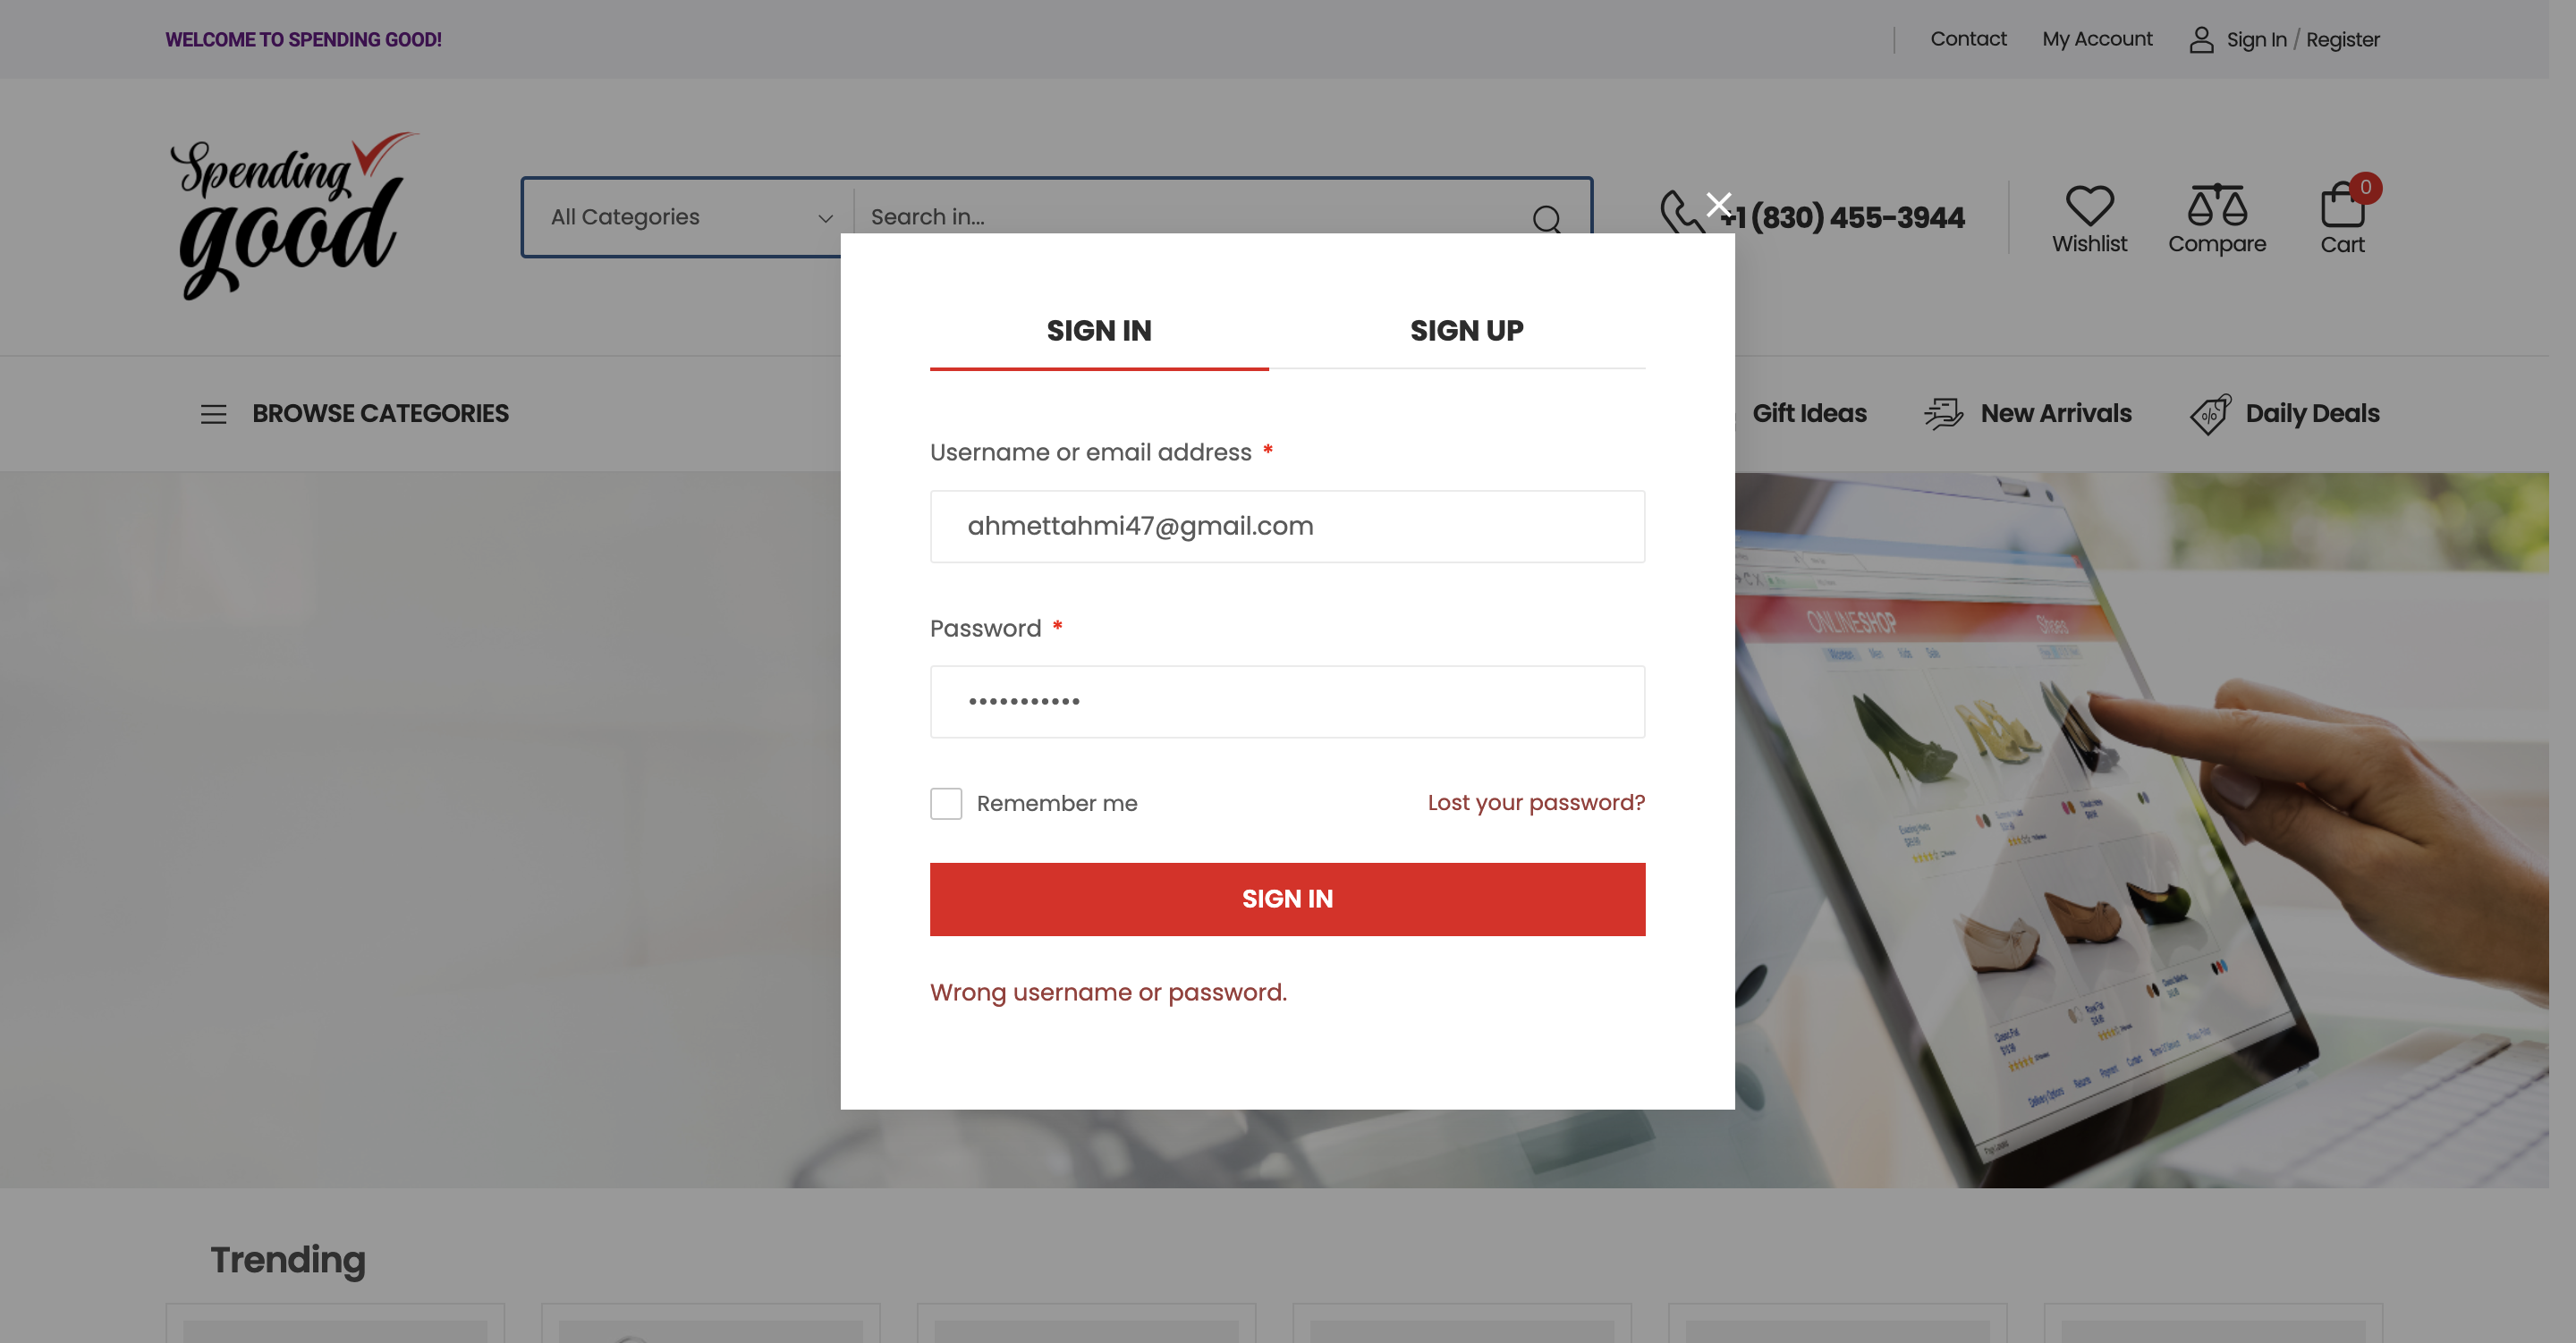 WELCOME TO SPENDING GOOD!
Contact My Account Sign In / Register
Spending
good
All Categories Search in...
+1 (830) 455-3944
0
Wishlist Compare Cart
SIGN IN SIGN UP
BROWSE CATEGORIES
Gift Ideas New Arrivals Daily Deals
Username or email address *
ahmettahmi47@gmail.com
Password *
•••••••••••
Remember me Lost your password?
SIGN IN
Wrong username or password.
ONLINESHOP Shoes
Trending